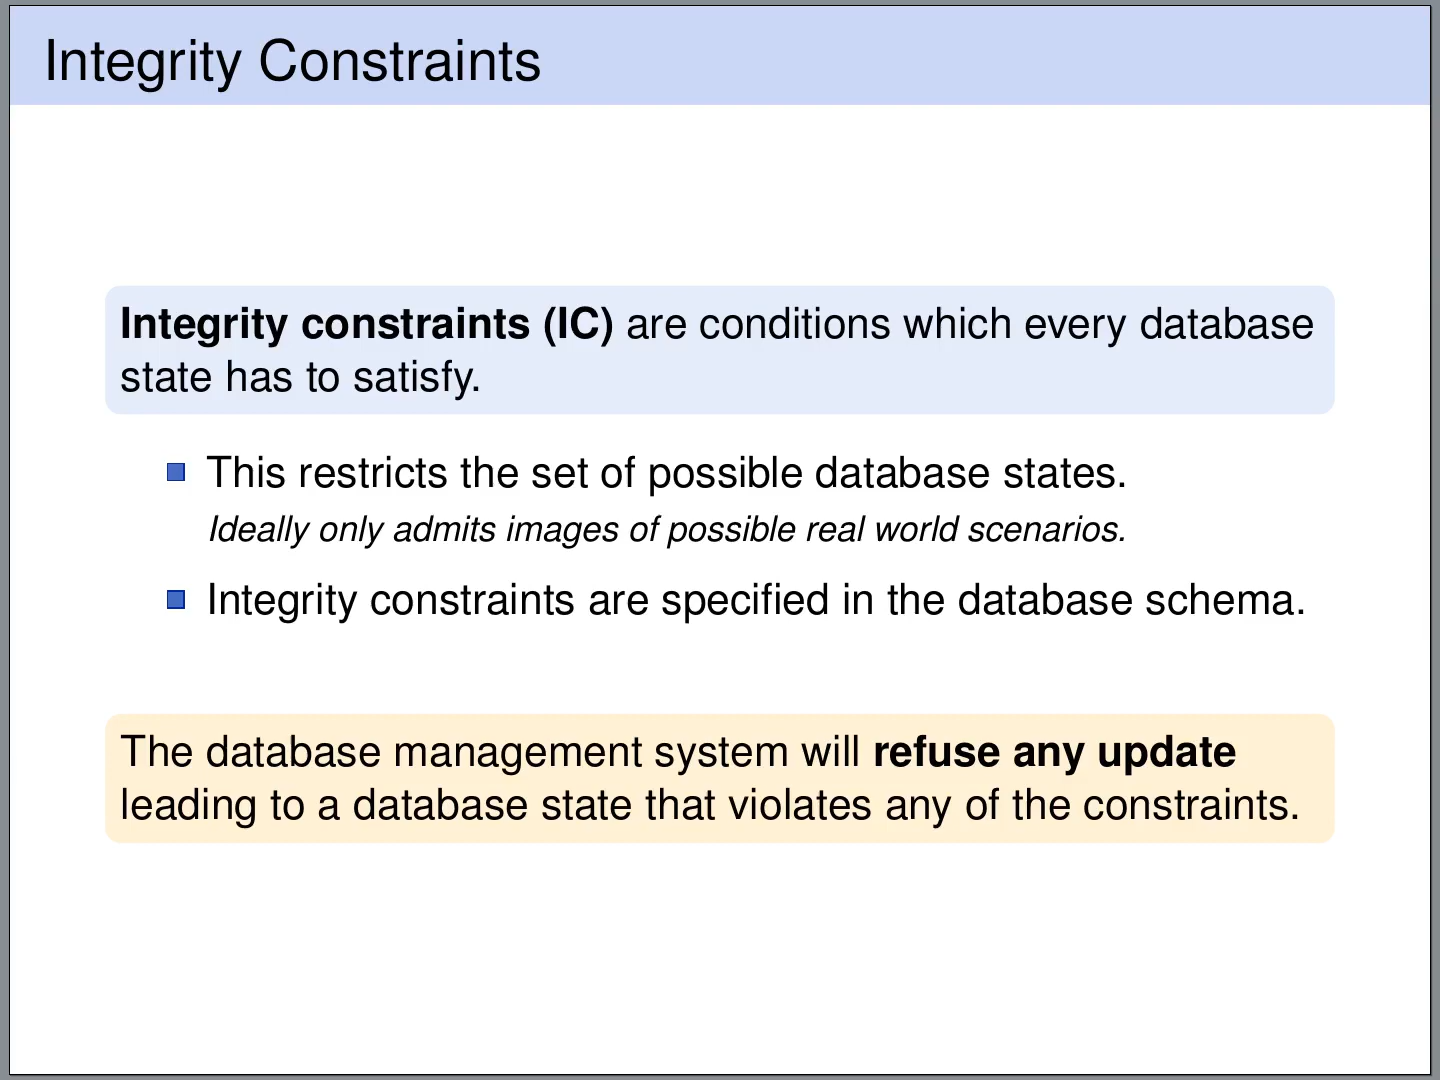 Integrity Constraints
Integrity constraints (IC) are conditions which every database
state has to satisfy.
This restricts the set of possible database states.
Ideally only admits images of possible real world scenarios.
Integrity constraints are specified in the database schema.
The database management system will refuse any update
leading to a database state that violates any of the constraints.